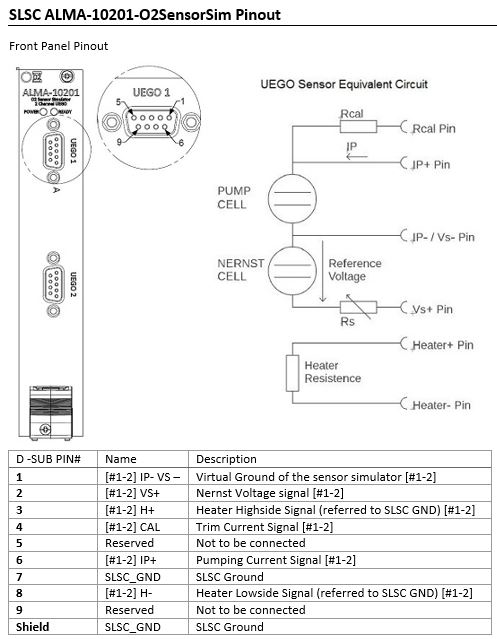 SLSC ALMA-10201-O2SensorSim Pinout
Front Panel Pinout
ALMA-10201
O2 Sensor Simulator
2 Channel UEGO
POWER READY
UEGO 1
A
UEGO 2
UEGO 1
5 1
9 6
UEGO Sensor Equivalent Circuit
Rcal
Rcal Pin
IP
IP+ Pin
PUMP
CELL
IP- / Vs- Pin
NERNST
CELL
Reference
Voltage
Vs+ Pin
Rs
Heater+ Pin
Heater
Resistence
Heater- Pin
D -SUB PIN# Name Description
1 [#1-2] IP- VS – Virtual Ground of the sensor simulator [#1-2]
2 [#1-2] VS+ Nernst Voltage signal [#1-2]
3 [#1-2] H+ Heater Highside Signal (referred to SLSC GND) [#1-2]
4 [#1-2] CAL Trim Current Signal [#1-2]
5 Reserved Not to be connected
6 [#1-2] IP+ Pumping Current Signal [#1-2]
7 SLSC_GND SLSC Ground
8 [#1-2] H- Heater Lowside Signal (referred to SLSC GND) [#1-2]
9 Reserved Not to be connected
Shield SLSC_GND SLSC Ground